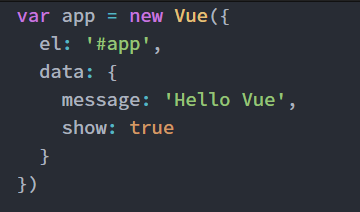 var app = new Vue({
  el: '#app',
  data: {
    message: 'Hello Vue',
    show: true
  }
})